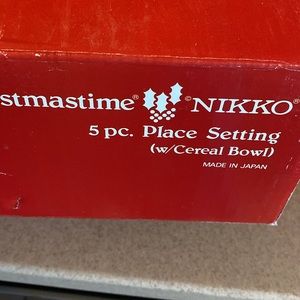 stmastime® ©NIKKO®
5 pc. Place Setting
(w/Cereal Bowl)
MADE IN JAPAN